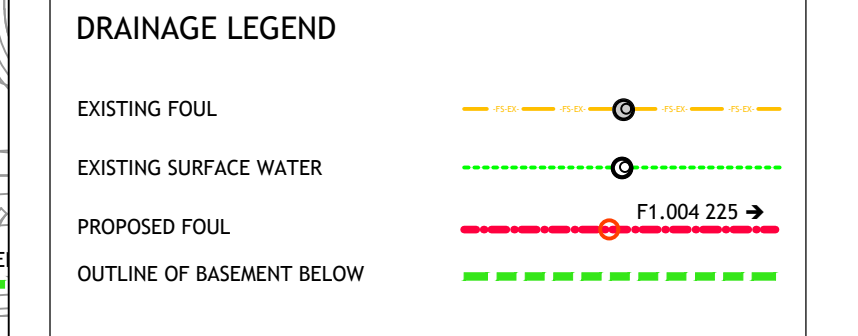 DRAINAGE LEGEND
EXISTING FOUL -FS-EX- -FS-EX- -FS-EX- -FS-EX-
EXISTING SURFACE WATER
F1.004 225 ➔
PROPOSED FOUL
OUTLINE OF BASEMENT BELOW